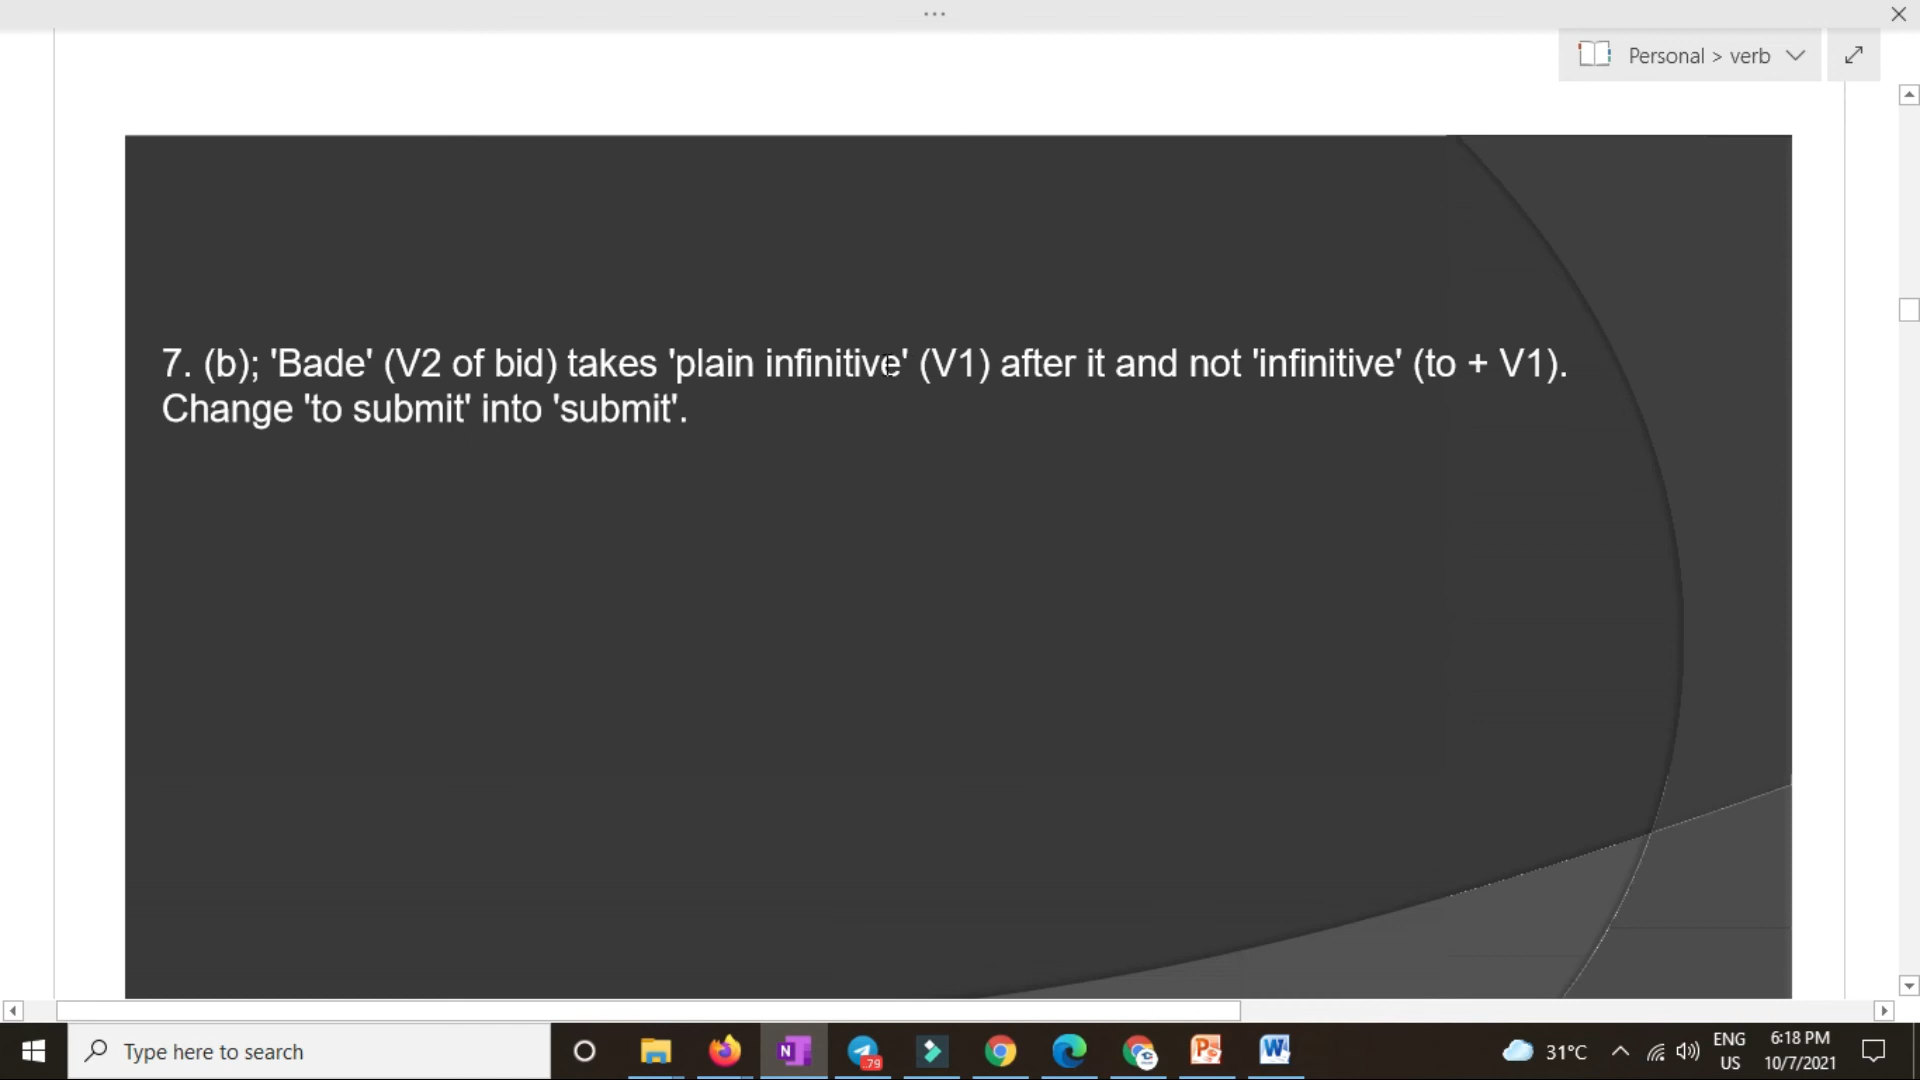 ...
Personal > verb
7. (b); 'Bade' (V2 of bid) takes 'plain infinitive' (V1) after it and not 'infinitive' (to + V1).
Change 'to submit' into 'submit'.
Type here to search
N
79
P
W
31°C
ENG
US
6:18 PM
10/7/2021